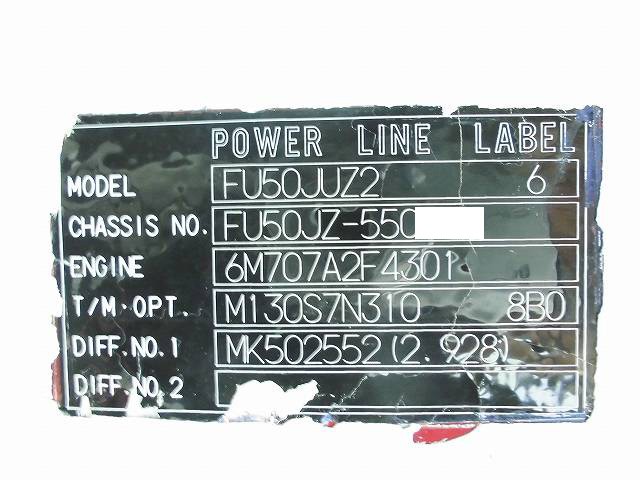 POWER LINE LABEL
MODEL FU50JUZ2 6
CHASSIS NO. FU50JZ-550
ENGINE 6M707A2F4301
T/M·OPT. M130S7N310 8B0
DIFF.NO.1 MK502552(2.928)
DIFF.NO.2